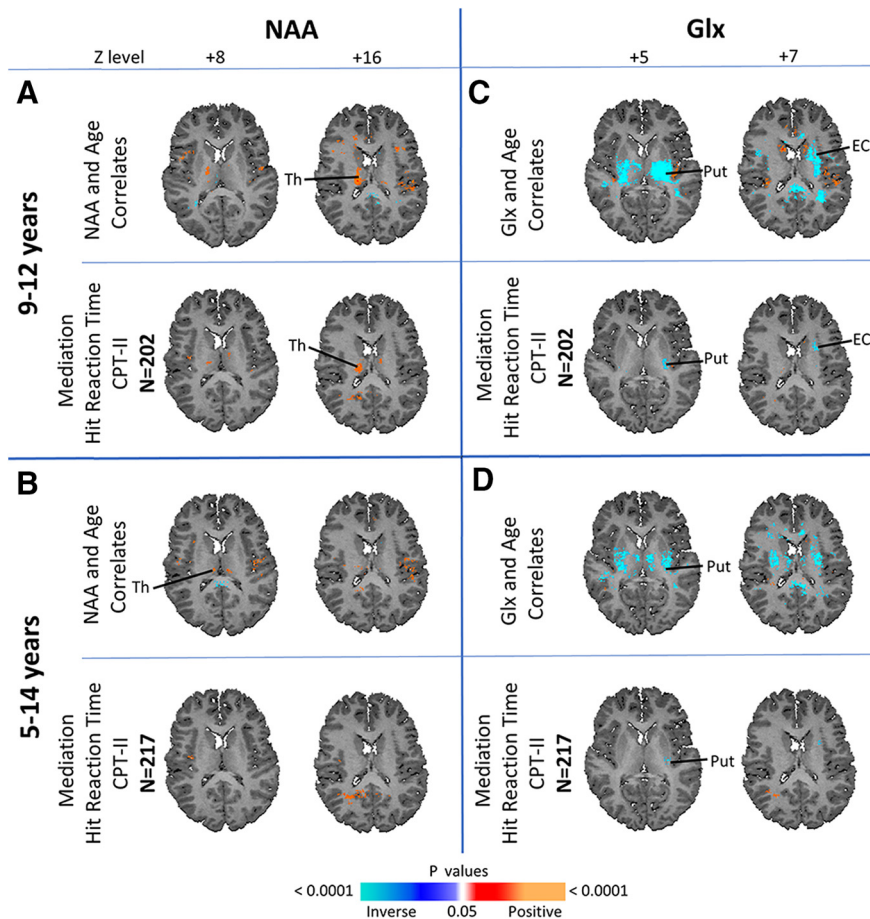 NAA
Glx
Z level
+8
+16
+5
+7
9-12 years
A
NAA and Age
Correlates
Th
C
Glx and Age
Correlates
Put
EC
Mediation
Hit Reaction Time
CPT-II
N=202
Th
Mediation
Hit Reaction Time
CPT-II
N=202
Put
EC
5-14 years
B
NAA and Age
Correlates
Th
D
Glx and Age
Correlates
Put
Mediation
Hit Reaction Time
CPT-II
N=217
Mediation
Hit Reaction Time
CPT-II
N=217
Put
P values
< 0.0001
< 0.0001
Inverse
0.05
Positive